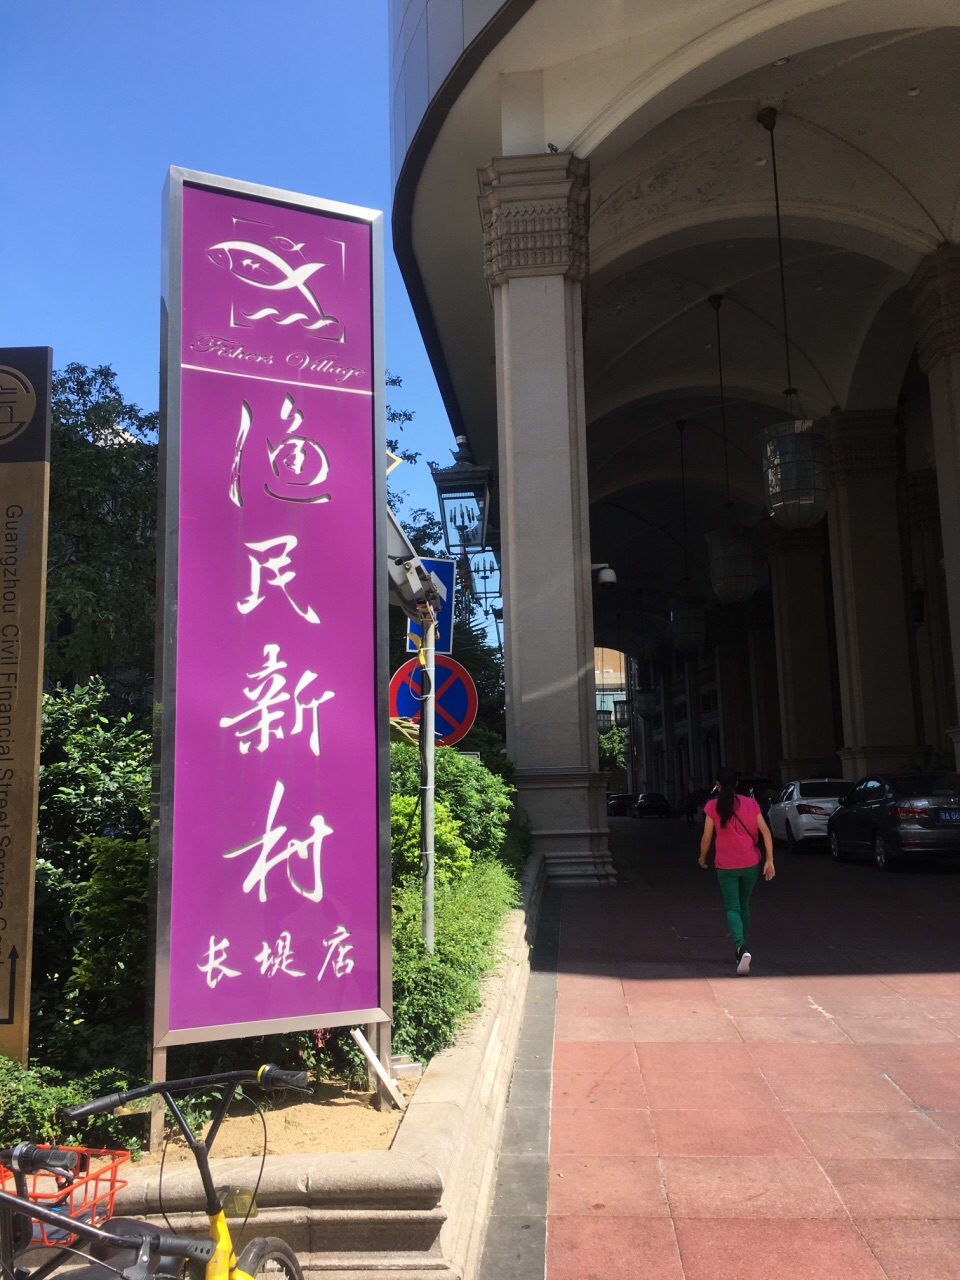 Fishers Village
渔民新村
长堤店
Guangzhou Civil Financial Street Service